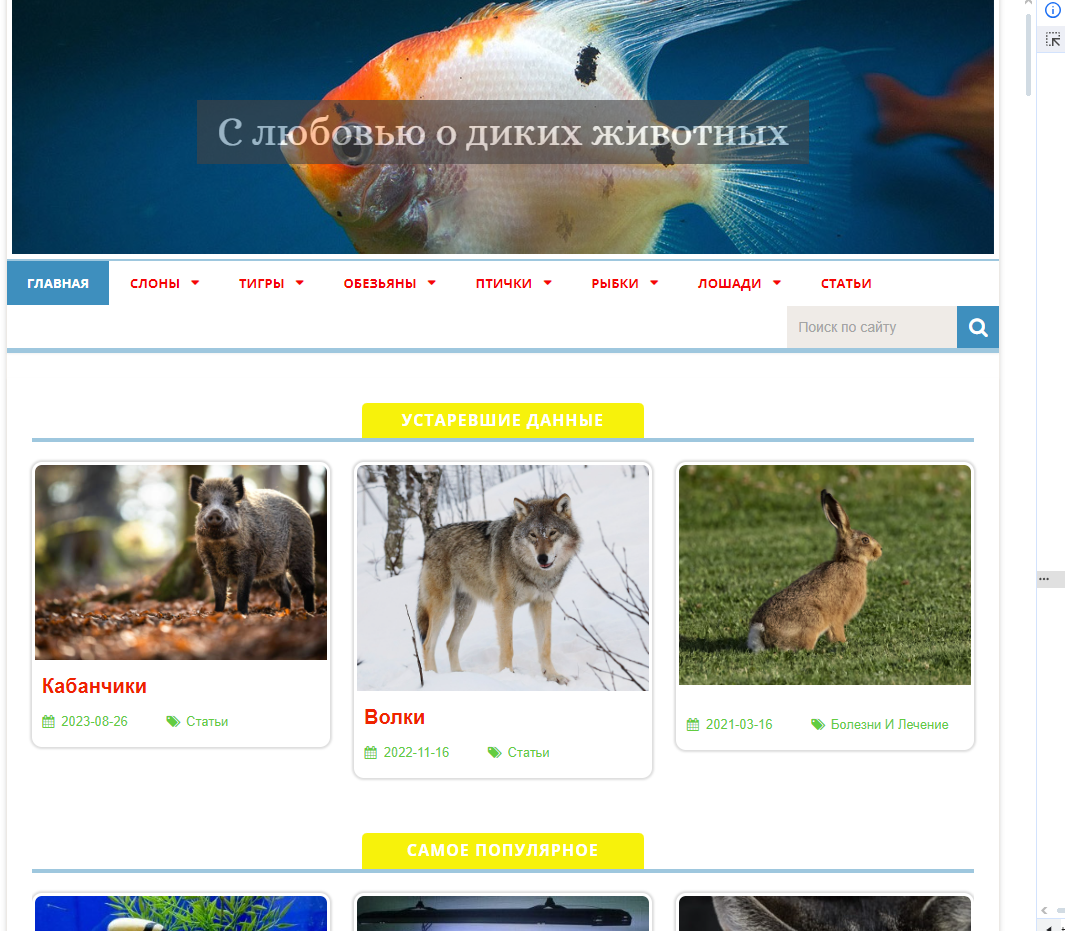 С любовью о диких животных
ГЛАВНАЯ СЛОНЫ ТИГРЫ ОБЕЗЬЯНЫ ПТИЧКИ РЫБКИ ЛОШАДИ СТАТЬИ
Поиск по сайту
УСТАРЕВШИЕ ДАННЫЕ
Кабанчики
2023-08-26 Статьи
Волки
2022-11-16 Статьи
2021-03-16 Болезни И Лечение
САМОЕ ПОПУЛЯРНОЕ